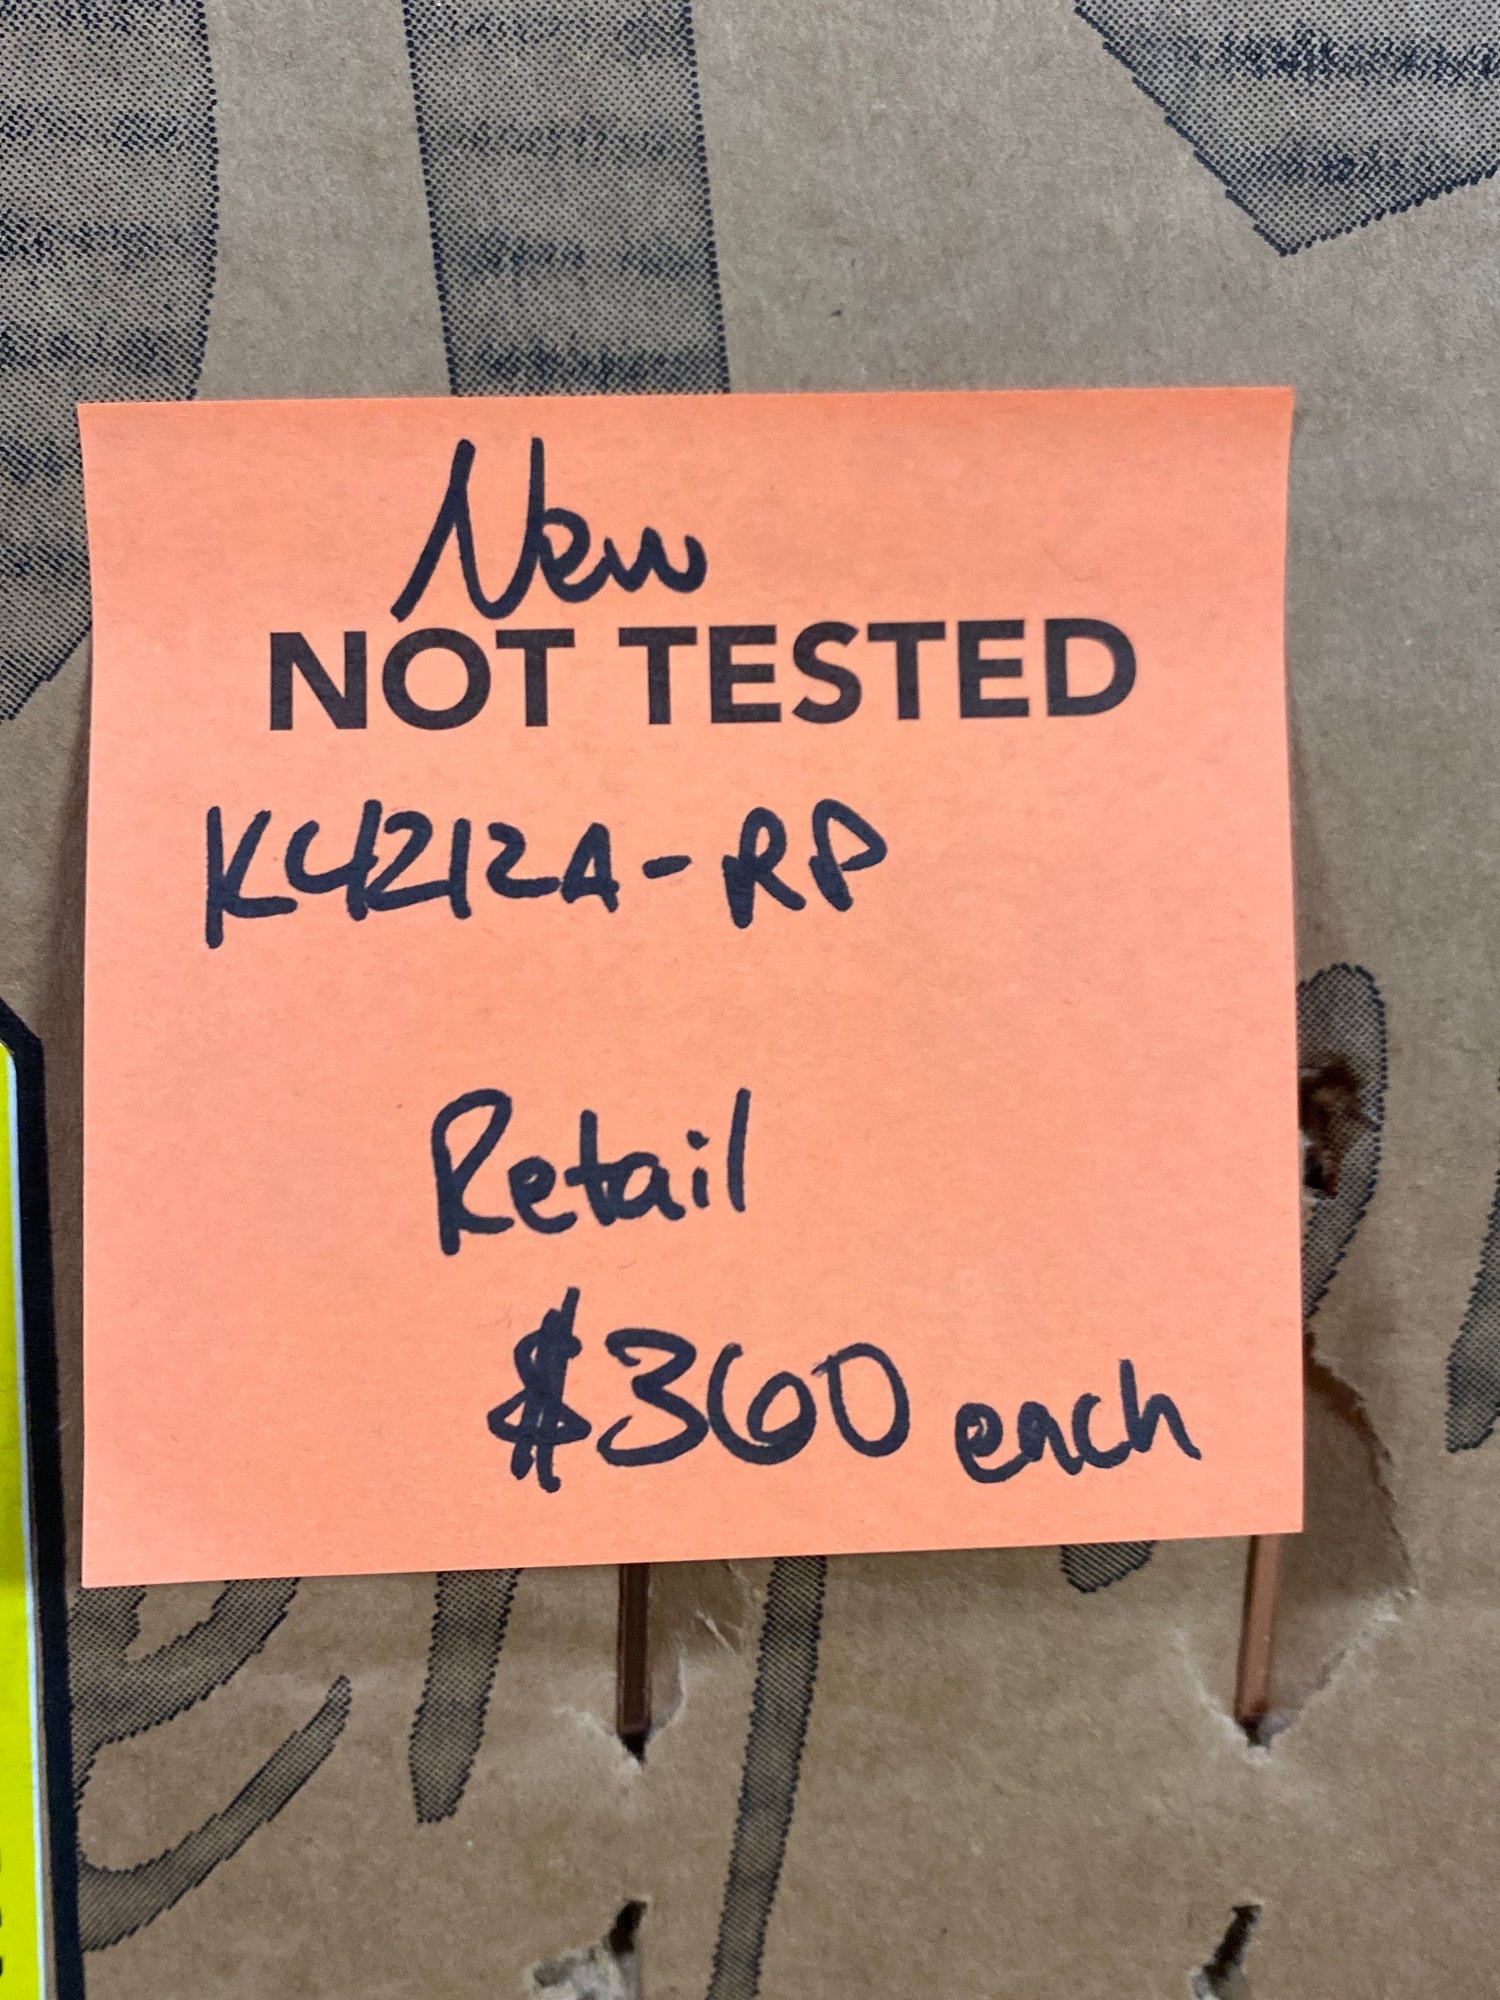 New
NOT TESTED
K4212A-RP
Retail
$360 each